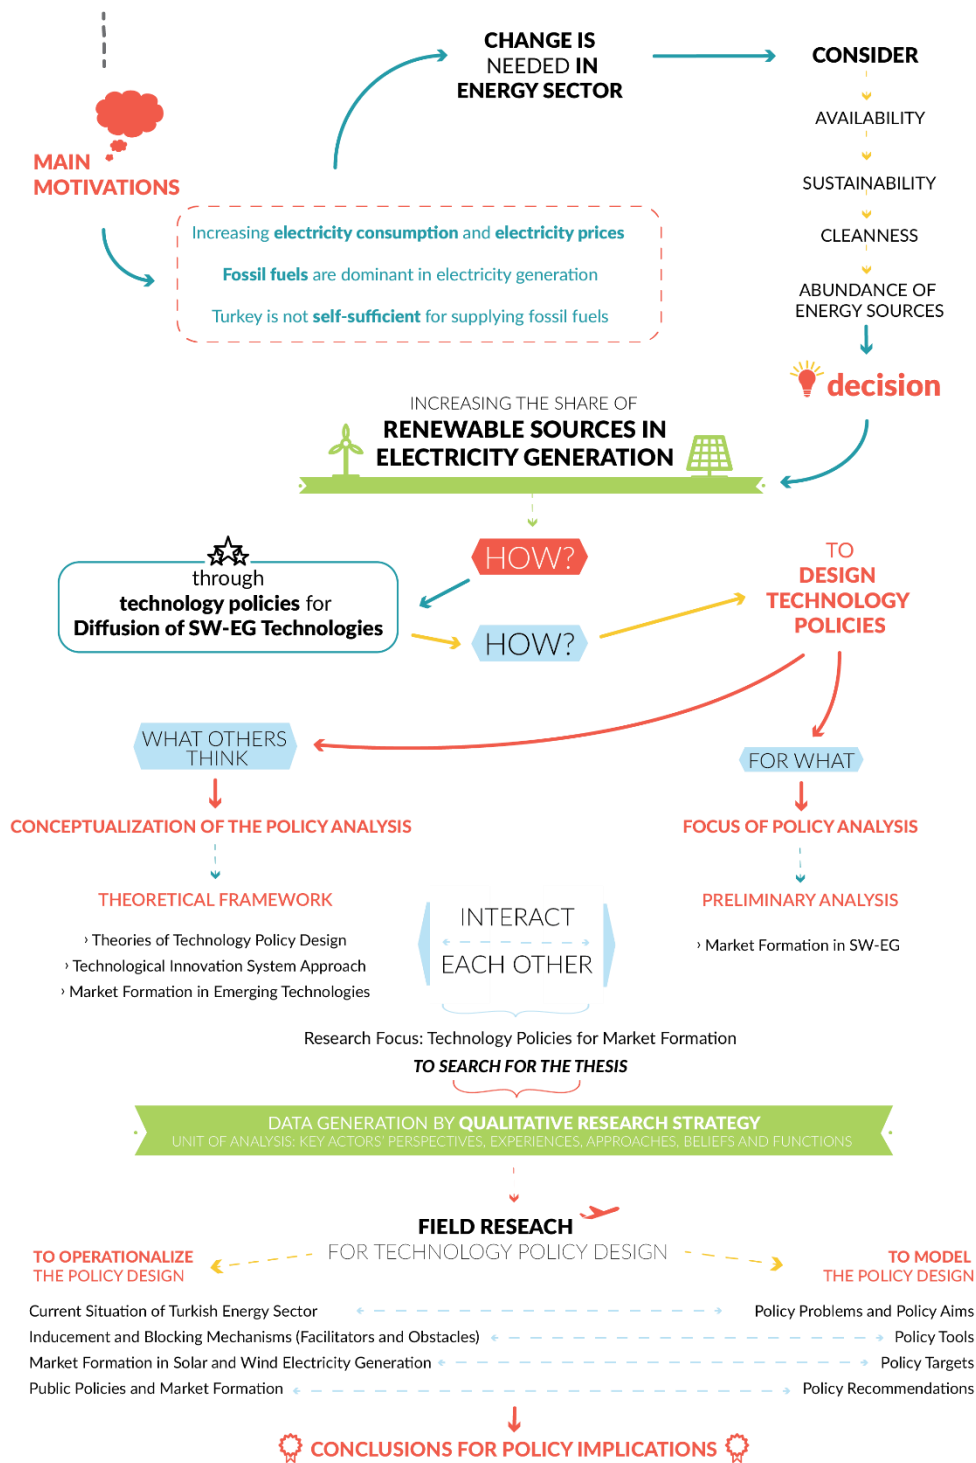 CHANGE IS
NEEDED IN
ENERGY SECTOR
CONSIDER
AVAILABILITY
SUSTAINABILITY
CLEANNESS
ABUNDANCE OF
ENERGY SOURCES
decision
MAIN
MOTIVATIONS
Increasing electricity consumption and electricity prices
Fossil fuels are dominant in electricity generation
Turkey is not self-sufficient for supplying fossil fuels
INCREASING THE SHARE OF
RENEWABLE SOURCES IN
ELECTRICITY GENERATION
HOW?
through
technology policies for
Diffusion of SW-EG Technologies
HOW?
TO
DESIGN
TECHNOLOGY
POLICIES
WHAT OTHERS
THINK
FOR WHAT
CONCEPTUALIZATION OF THE POLICY ANALYSIS
FOCUS OF POLICY ANALYSIS
THEORETICAL FRAMEWORK
› Theories of Technology Policy Design
› Technological Innovation System Approach
› Market Formation in Emerging Technologies
INTERACT
EACH OTHER
PRELIMINARY ANALYSIS
› Market Formation in SW-EG
Research Focus: Technology Policies for Market Formation
TO SEARCH FOR THE THESIS
DATA GENERATION BY QUALITATIVE RESEARCH STRATEGY
UNIT OF ANALYSIS: KEY ACTORS' PERSPECTIVES, EXPERIENCES, APPROACHES, BELIEFS AND FUNCTIONS
FIELD RESEACH
FOR TECHNOLOGY POLICY DESIGN
TO OPERATIONALIZE
THE POLICY DESIGN
TO MODEL
THE POLICY DESIGN
Current Situation of Turkish Energy Sector
Policy Problems and Policy Aims
Inducement and Blocking Mechanisms (Facilitators and Obstacles)
Policy Tools
Market Formation in Solar and Wind Electricity Generation
Policy Targets
Public Policies and Market Formation
Policy Recommendations
CONCLUSIONS FOR POLICY IMPLICATIONS